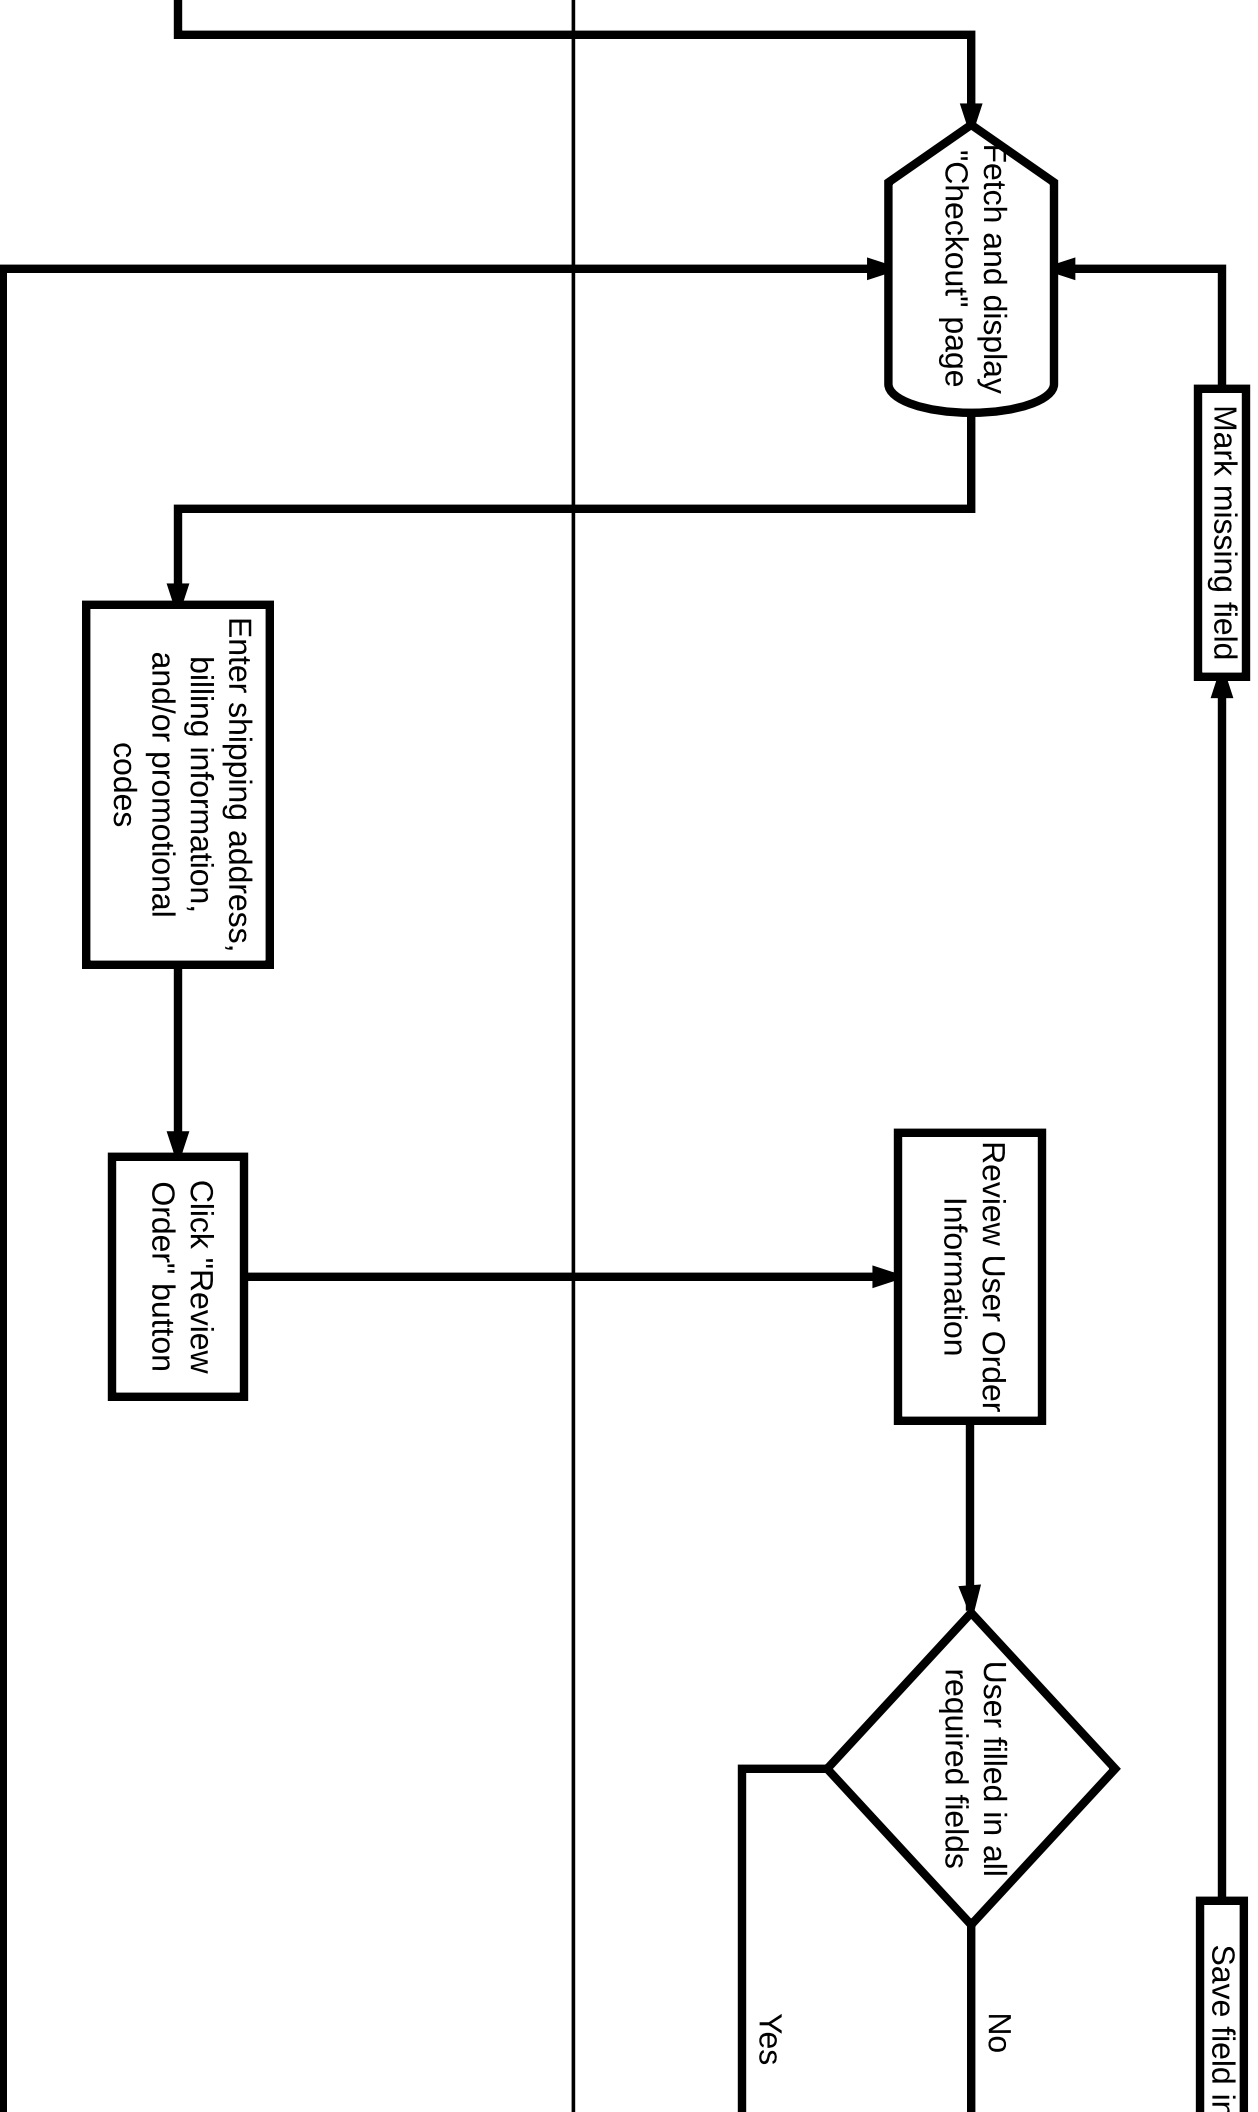 Fetch and display
"Checkout" page
Mark missing field
Enter shipping address,
billing information,
and/or promotional
codes
Click "Review
Order" button
Review User Order
Information
User filled in all
required fields
Yes
No
Save field